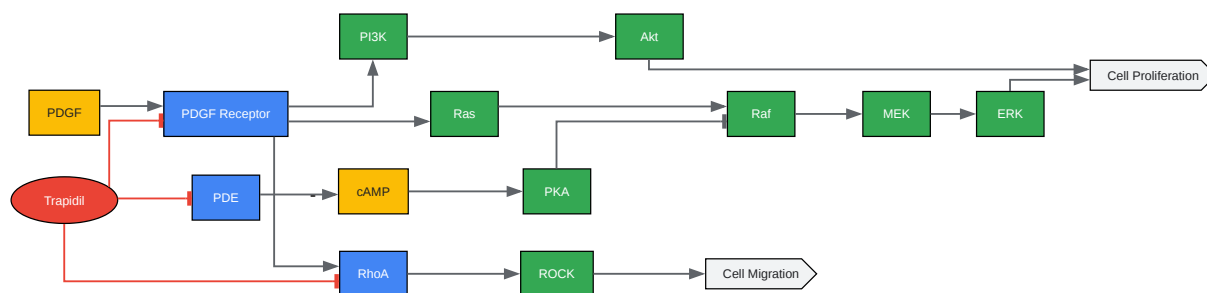 PI3K
Akt
Cell Proliferation
PDGF
PDGF Receptor
Ras
Raf
MEK
ERK
Trapidil
PDE
-
cAMP
PKA
RhoA
ROCK
Cell Migration